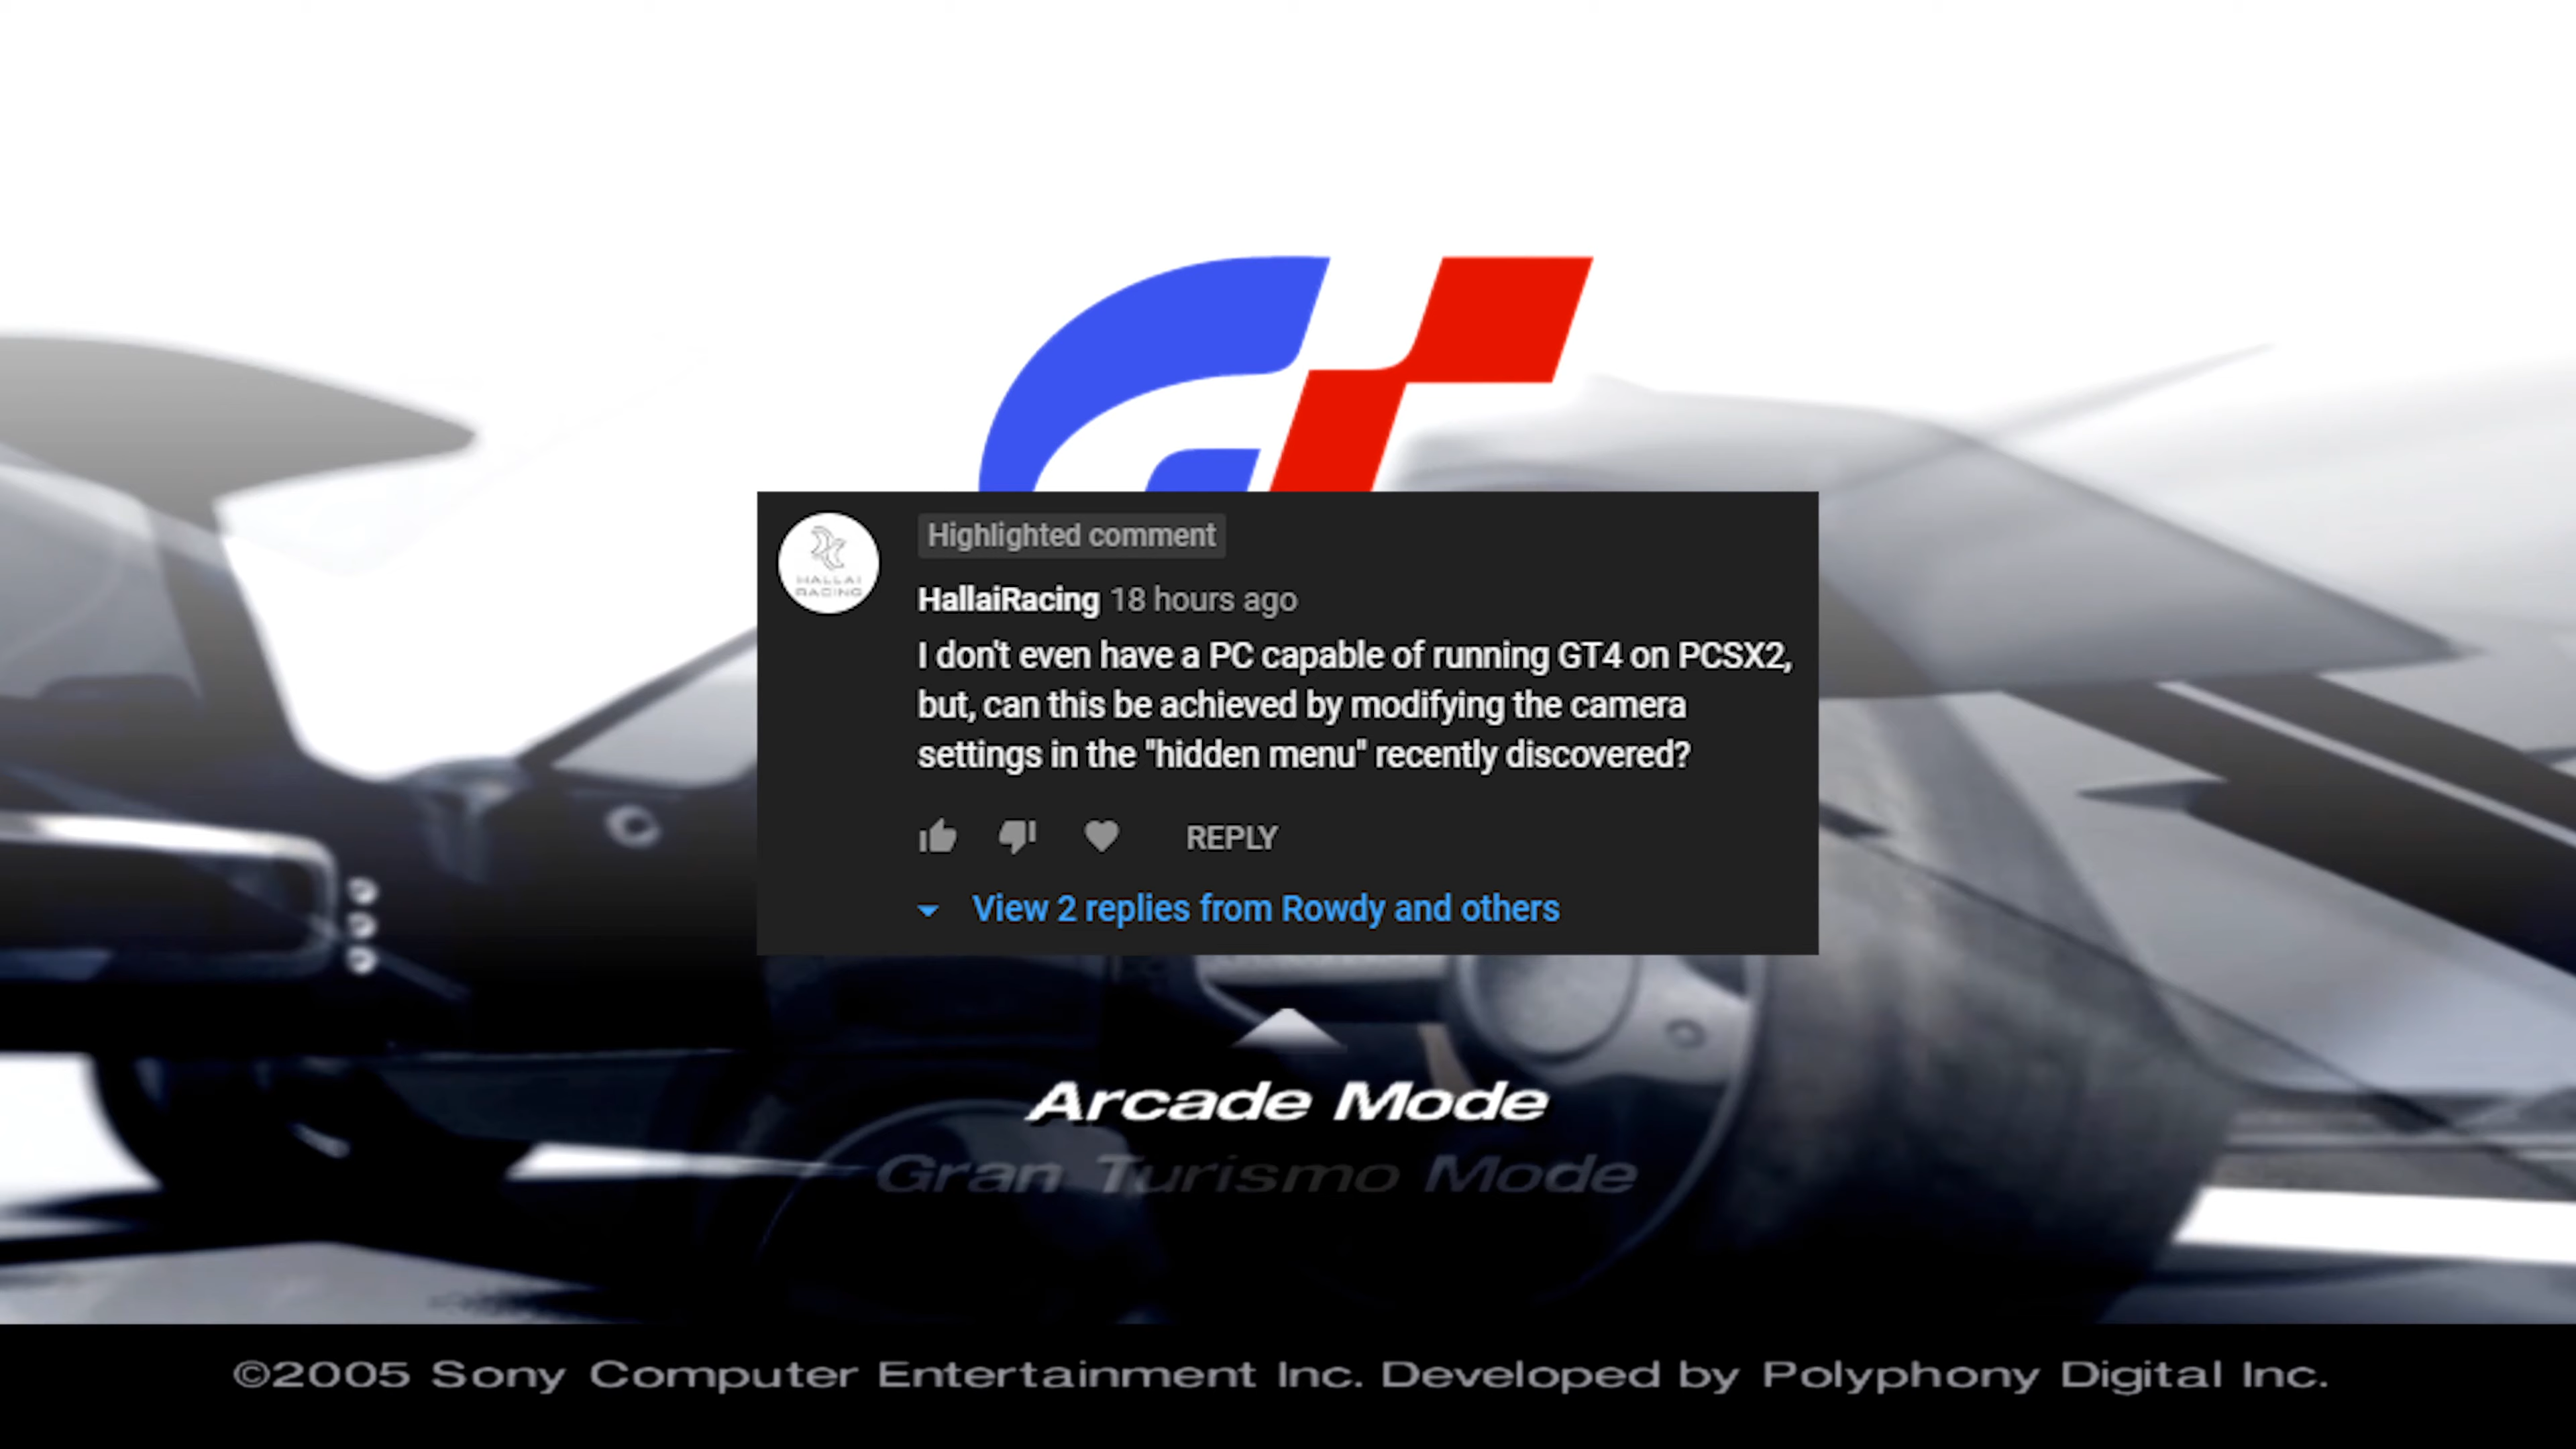 Highlighted comment
HALLAI
RACING
HallaiRacing 18 hours ago
I don't even have a PC capable of running GT4 on PCSX2,
but, can this be achieved by modifying the camera
settings in the "hidden menu" recently discovered?
REPLY
View 2 replies from Rowdy and others
Arcade Mode
Gran Turismo Mode
©2005 Sony Computer Entertainment Inc. Developed by Polyphony Digital Inc.